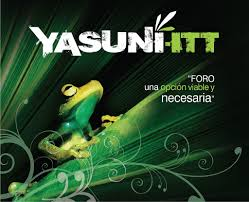 YASUNI-ITT
"FORO
una opción viable y
necesaria"